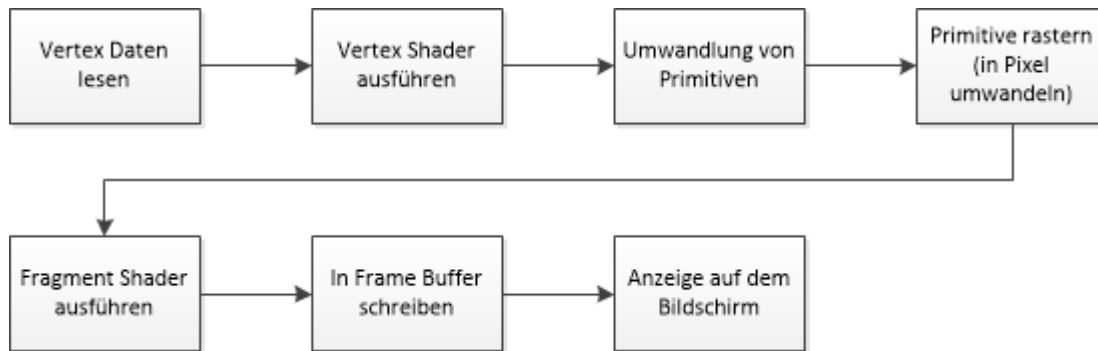 Vertex Daten
lesen
Vertex Shader
ausführen
Umwandlung von
Primitiven
Primitive rastern
(in Pixel
umwandeln)
Fragment Shader
ausführen
In Frame Buffer
schreiben
Anzeige auf dem
Bildschirm